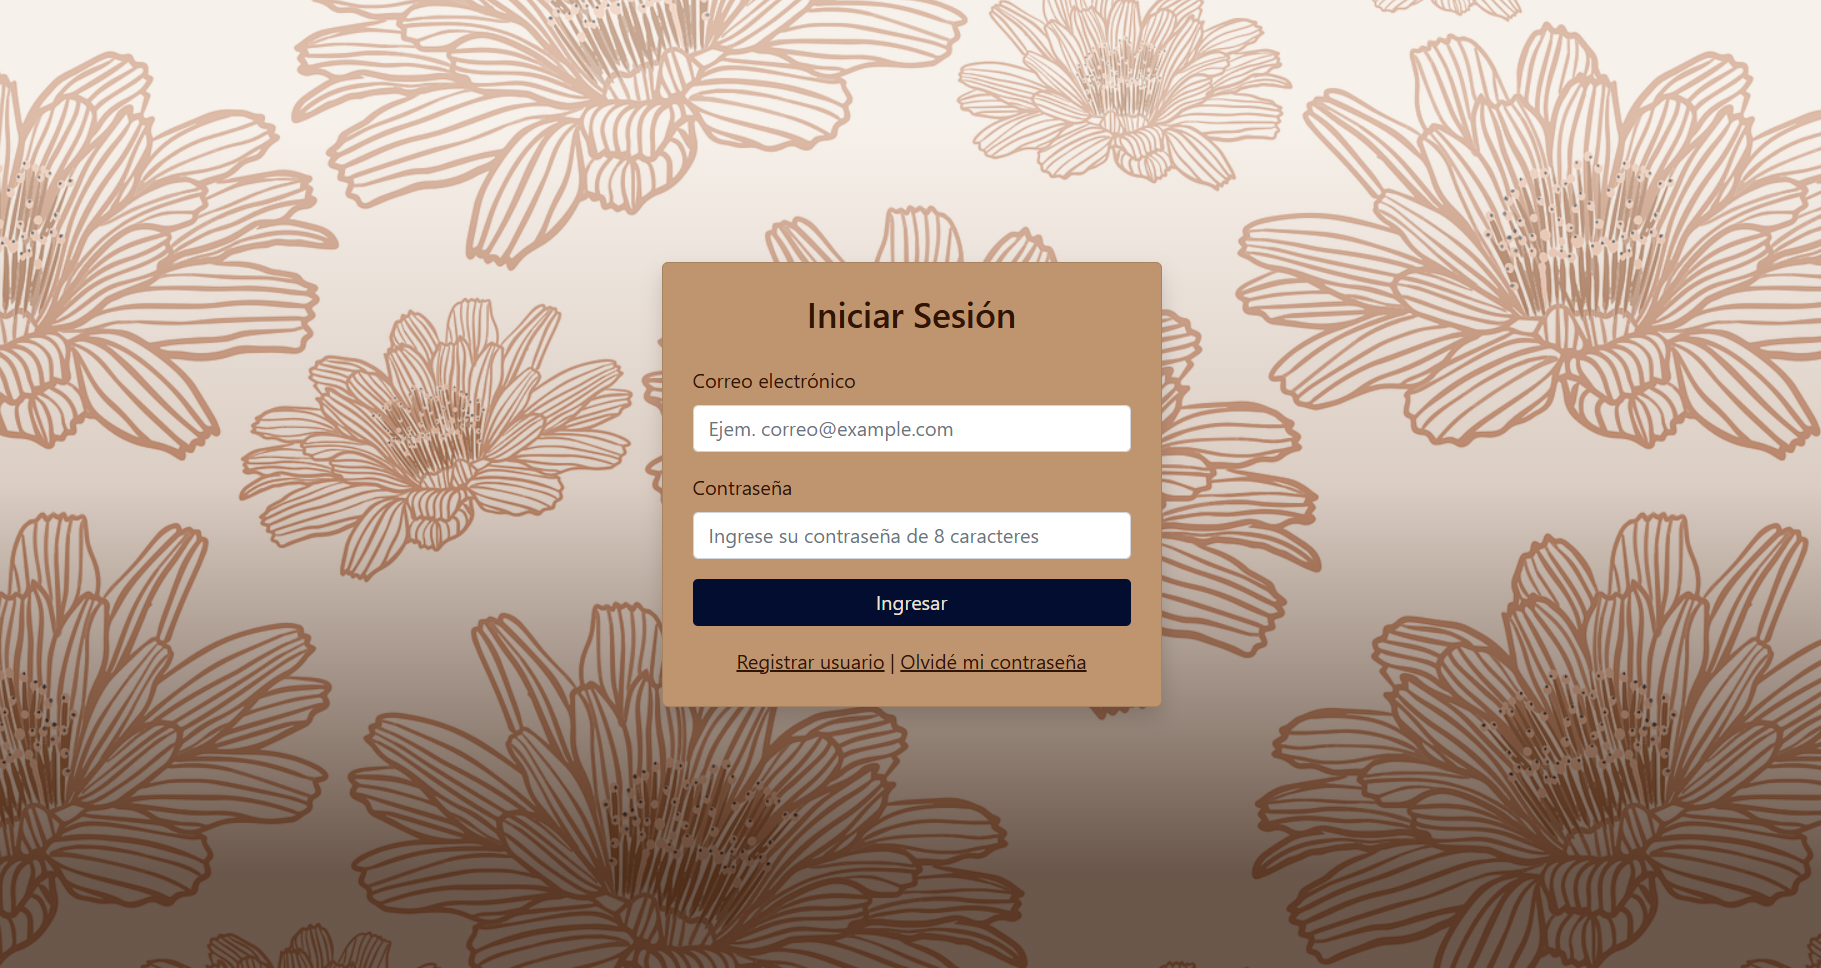 Iniciar Sesión
Correo electrónico
Ejem. correo@example.com
Contraseña
Ingrese su contraseña de 8 caracteres
Ingresar
Registrar usuario | Olvidé mi contraseña